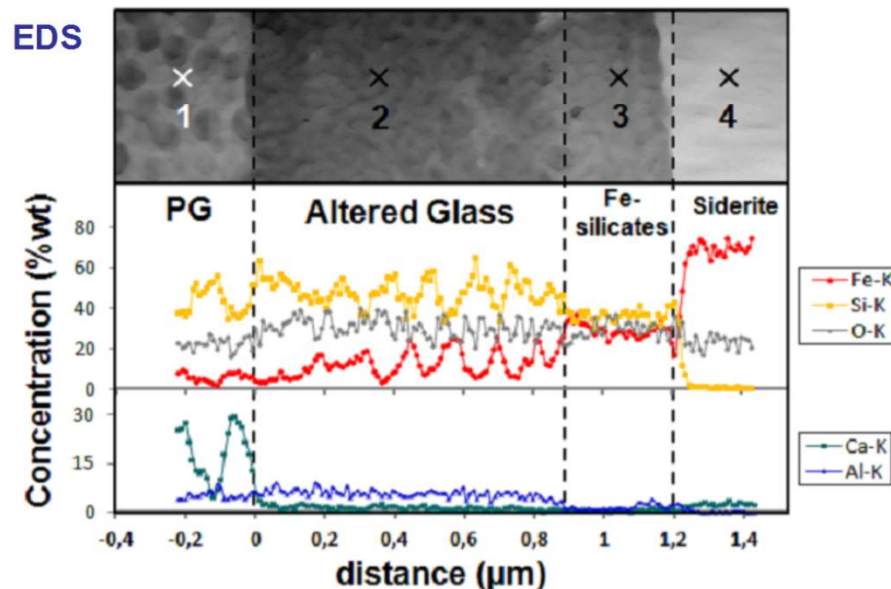 EDS
1 2 3 4
PG Altered Glass Fe-silicates Siderite
Concentration (%wt)
80
60
40
20
0
30
15
0
-0,4 -0,2 0 0,2 0,4 0,6 0,8 1 1,2 1,4
distance (µm)
Fe-K
Si-K
O-K
Ca-K
Al-K